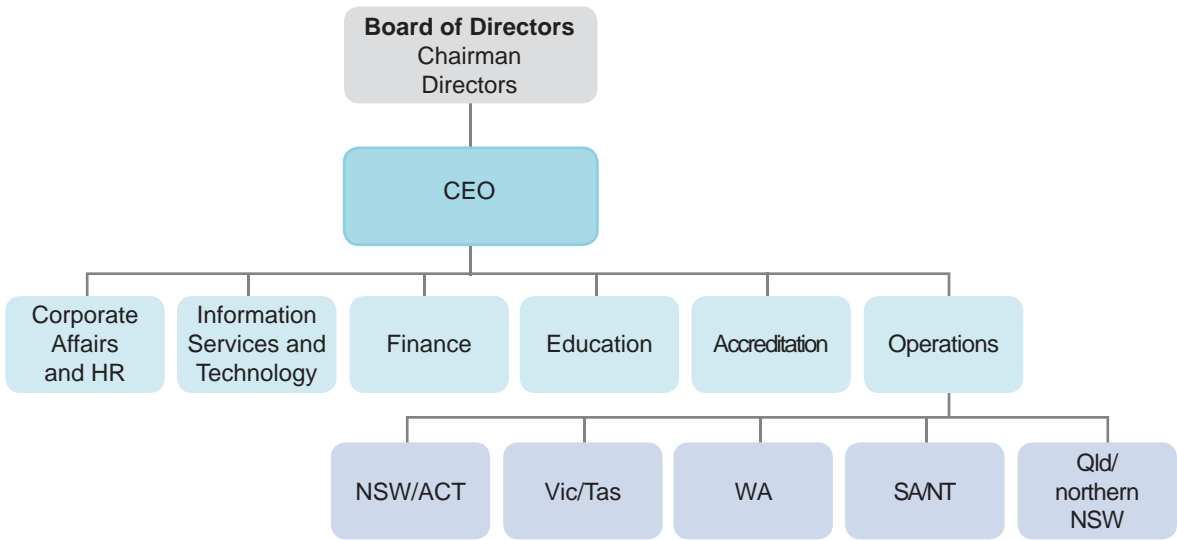 Board of Directors
Chairman
Directors
CEO
Corporate
Affairs
and HR
Information
Services and
Technology
Finance
Education
Accreditation
Operations
NSW/ACT
Vic/Tas
WA
SA/NT
Qld/
northern
NSW